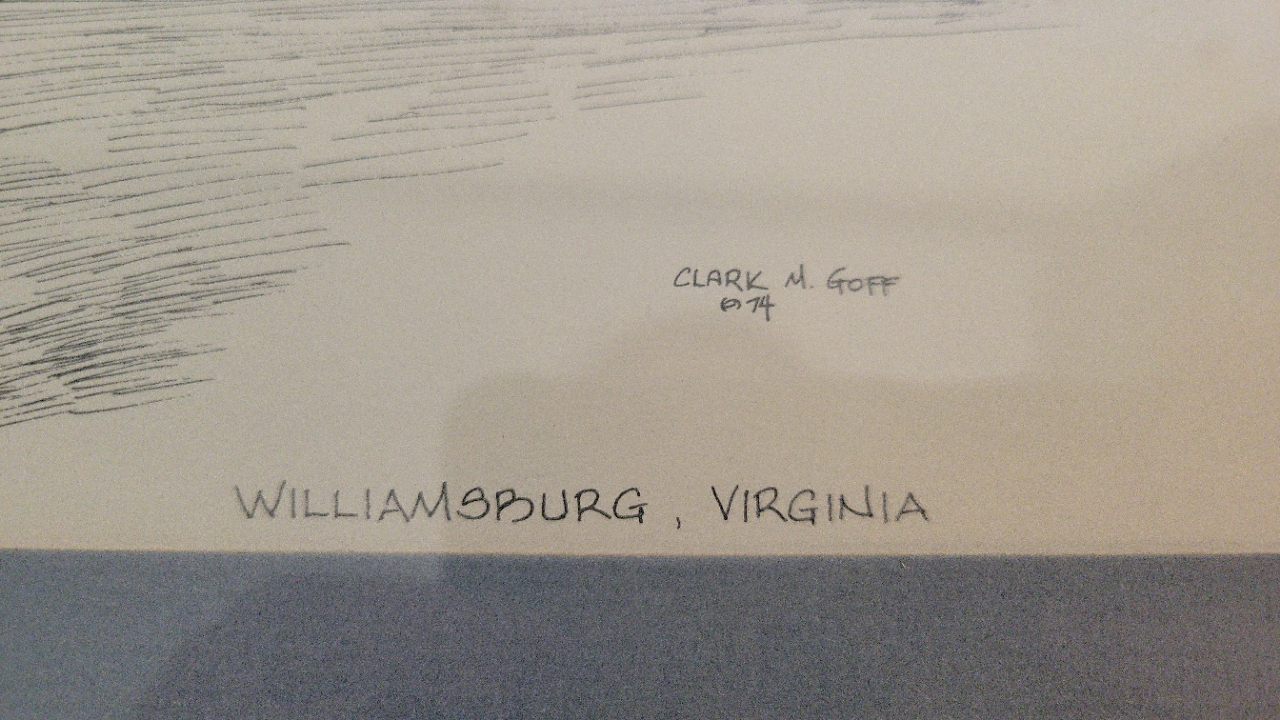 CLARK M. GOFF
© 74
WILLIAMSBURG, VIRGINIA